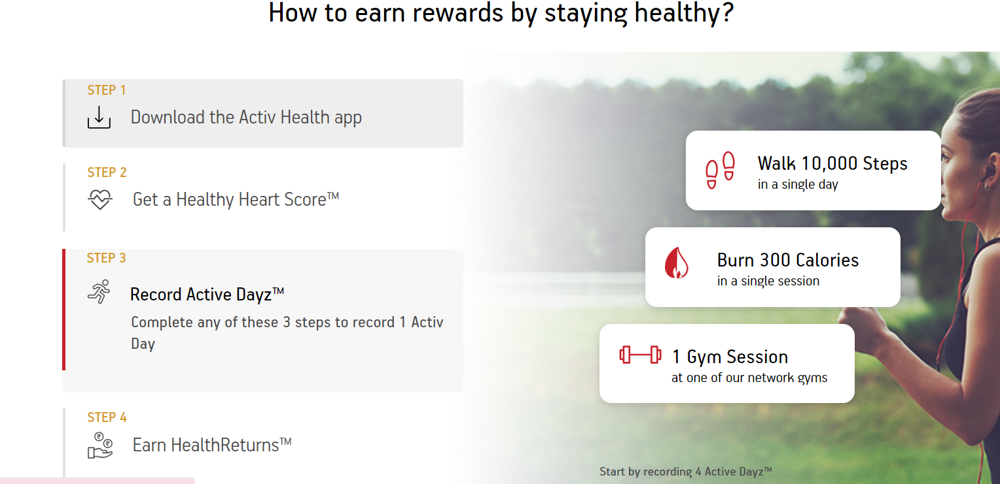 How to earn rewards by staying healthy?
STEP 1
Download the Activ Health app
STEP 2
Get a Healthy Heart Score™
STEP 3
Record Active Dayz™
Complete any of these 3 steps to record 1 Activ
Day
STEP 4
Earn HealthReturns™
Walk 10,000 Steps
in a single day
Burn 300 Calories
in a single session
1 Gym Session
at one of our network gyms
Start by recording 4 Active Dayz™